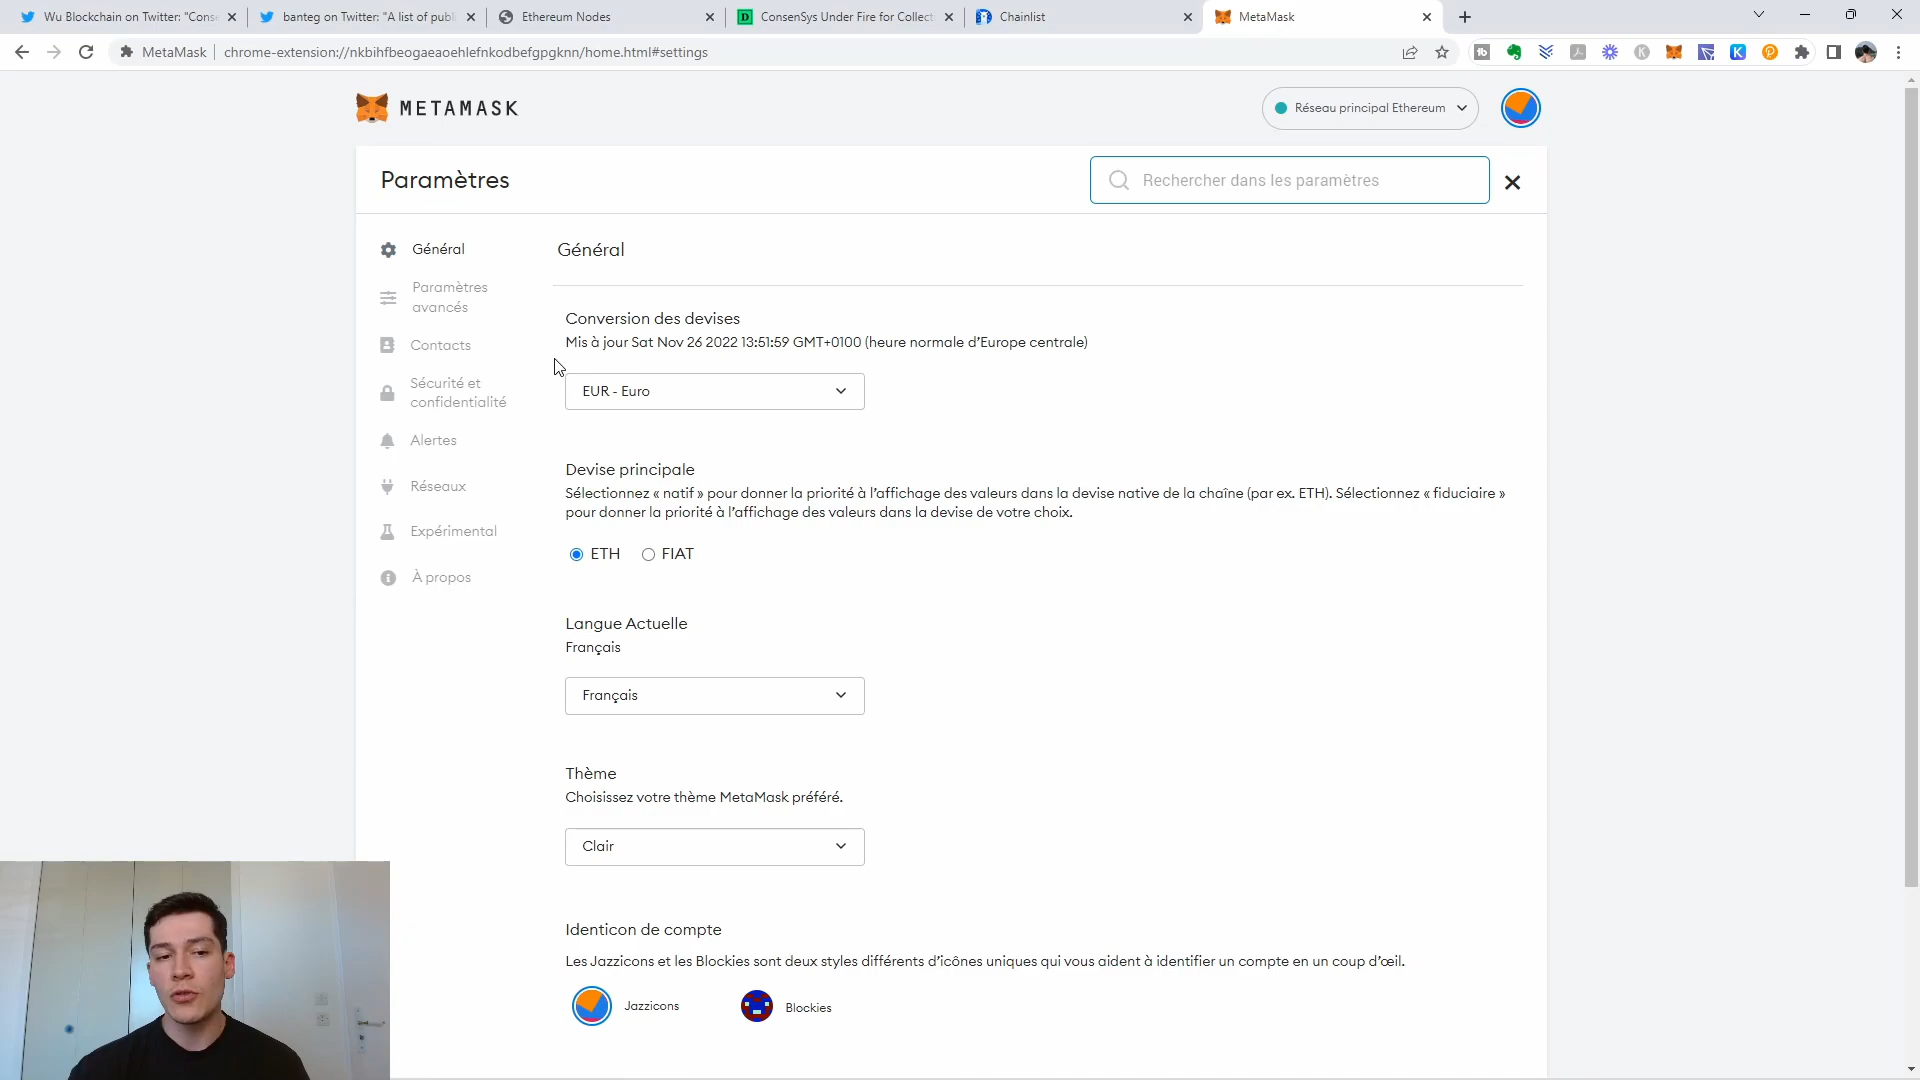 Wu Blockchain on Twitter: "Cons
banteg on Twitter: "A list of publ
Ethereum Nodes
ConsenSys Under Fire for Collect
Chainlist
MetaMask
MetaMask
chrome-extension://nkbihfbeogaeaoehlefnkodbefgpgknn/home.html#settings
METAMASK
Réseau principal Ethereum
Paramètres
Rechercher dans les paramètres
Général
Paramètres
avancés
Contacts
Sécurité et
confidentialité
Alertes
Réseaux
Expérimental
À propos
Général
Conversion des devises
Mis à jour Sat Nov 26 2022 13:51:59 GMT+0100 (heure normale d’Europe centrale)
EUR - Euro
Devise principale
Sélectionnez « natif » pour donner la priorité à l’affichage des valeurs dans la devise native de la chaîne (par ex. ETH). Sélectionnez « fiduciaire »
pour donner la priorité à l’affichage des valeurs dans la devise de votre choix.
ETH
FIAT
Langue Actuelle
Français
Français
Thème
Choisissez votre thème MetaMask préféré.
Clair
Identicon de compte
Les Jazzicons et les Blockies sont deux styles différents d’icônes uniques qui vous aident à identifier un compte en un coup d’œil.
Jazzicons
Blockies